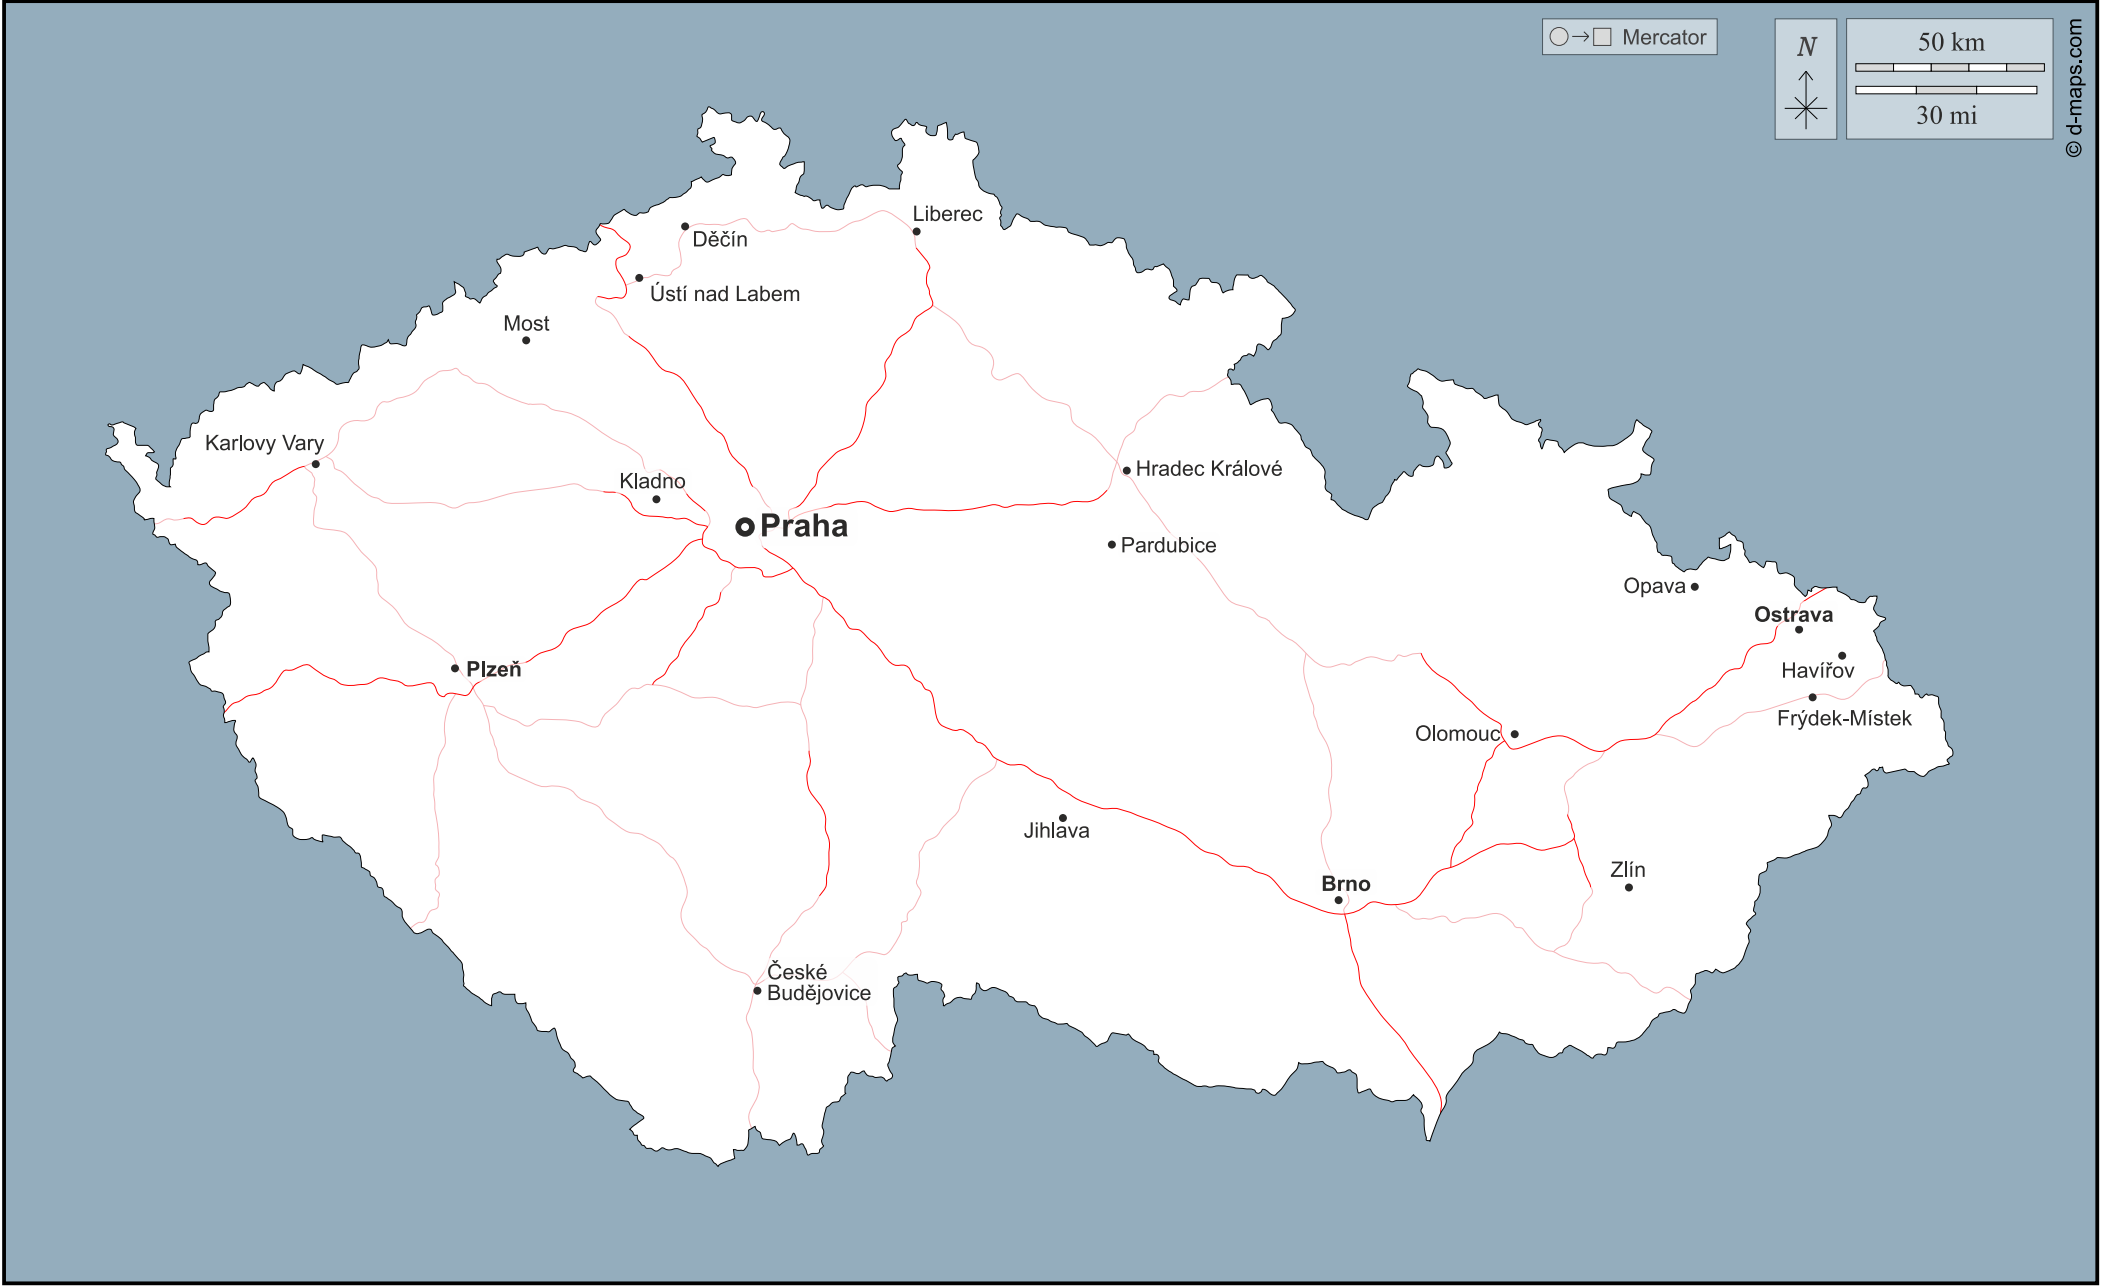 Mercator
N
50 km
30 mi
© d-maps.com
Liberec
Děčín
Ústí nad Labem
Most
Karlovy Vary
Kladno
Hradec Králové
Praha
Pardubice
Opava
Ostrava
Havířov
Plzeň
Frýdek-Místek
Olomouc
Jihlava
Zlín
Brno
České
Budějovice